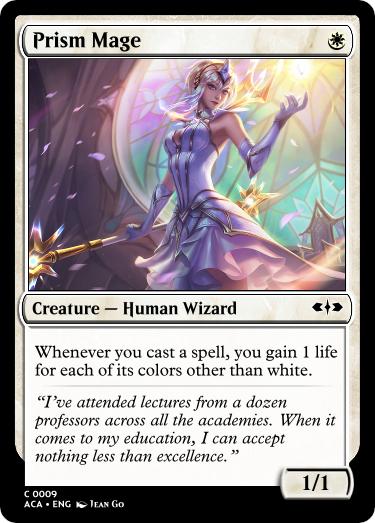 Prism Mage
Creature — Human Wizard
Whenever you cast a spell, you gain 1 life
for each of its colors other than white.
“I’ve attended lectures from a dozen
professors across all the academies. When it
comes to my education, I can accept
nothing less than excellence.”
1/1
C 0009
ACA • ENG Jean Go